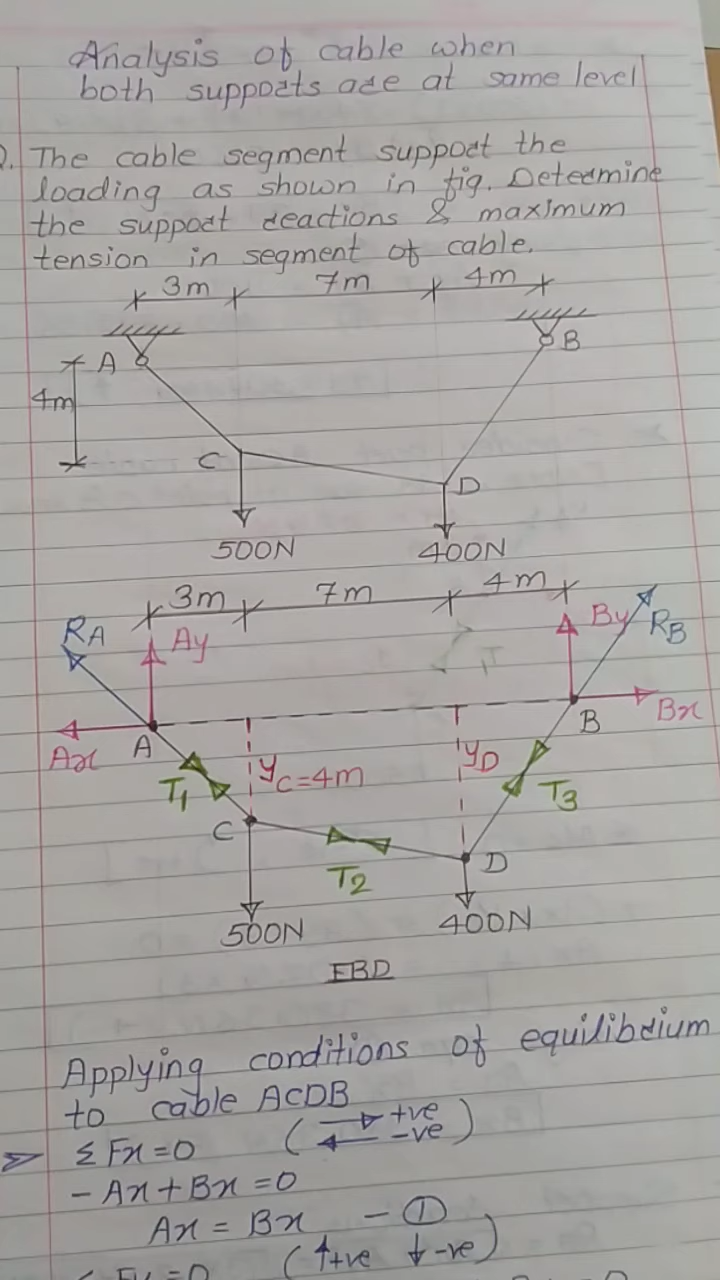 Analysis of cable when
both supports are at same level
Q. The cable segment support the
loading as shown in fig. Determine
the support reactions & maximum
tension in segment of cable.
3m 7m 4m
A B
4m
C D
500N 400N
3m 7m 4m
RA Ay By RB
Ax A B Bx
T1 yC=4m yD T3
C T2 D
500N 400N
FBD
Applying conditions of equilibrium
to cable ACDB
ΣFx=0 (→ +ve ← -ve)
-Ax+Bx=0
Ax = Bx - ①
(↑+ve ↓-ve)